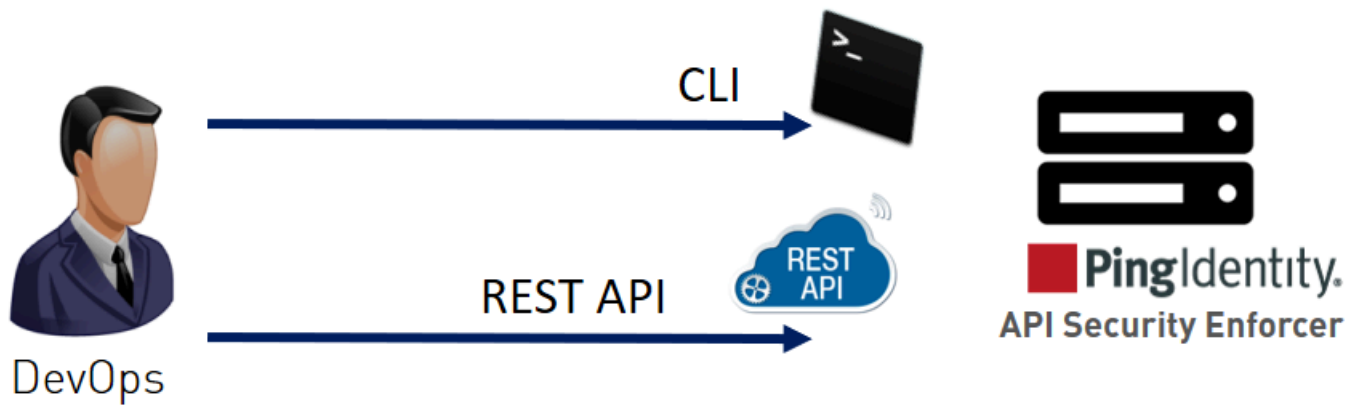 CLI
>_
REST
API
REST API
DevOps
PingIdentity.
API Security Enforcer